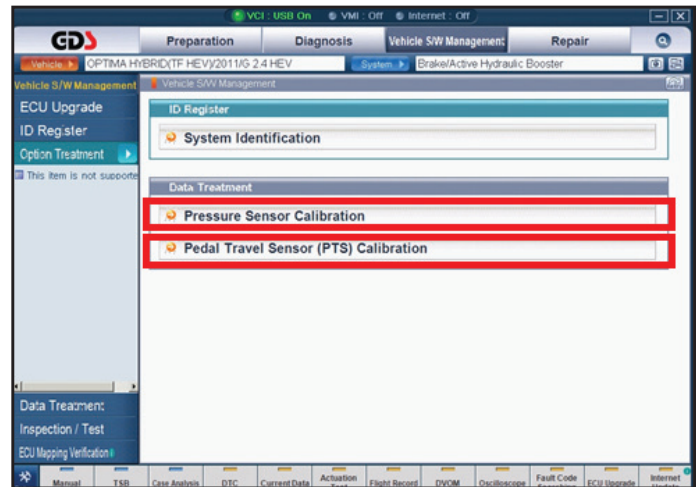 VCI : USB On VMI : Off Internet : Off
GDS Preparation Diagnosis Vehicle S/W Management Repair
Vehicle OPTIMA HYBRID(TF HEV)/2011/G 2.4 HEV System Brake/Active Hydraulic Booster
Vehicle S/W Management
Vehicle S/W Management
ECU Upgrade
ID Register
Option Treatment
This item is not supporte
ID Register
System Identification
Data Treatment
Pressure Sensor Calibration
Pedal Travel Sensor (PTS) Calibration
Data Treatment
Inspection / Test
ECU Mapping Verification
Manual TSB Case Analysis DTC Current Data Actuation Test Flight Record DVOM Oscilloscope Fault Code Searching ECU Upgrade Internet Update